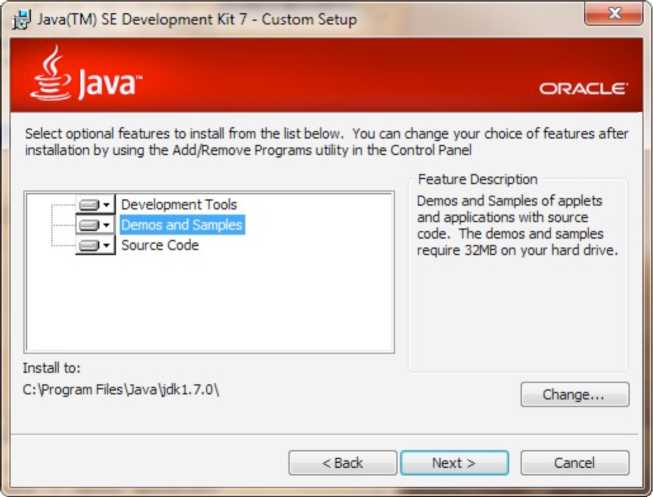 Java(TM) SE Development Kit 7 - Custom Setup
Java™
ORACLE®
Select optional features to install from the list below. You can change your choice of features after
installation by using the Add/Remove Programs utility in the Control Panel
Development Tools
Demos and Samples
Source Code
Feature Description
Demos and Samples of applets
and applications with source
code. The demos and samples
require 32MB on your hard drive.
Install to:
C:\Program Files\Java\jdk1.7.0\
Change...
< Back
Next >
Cancel